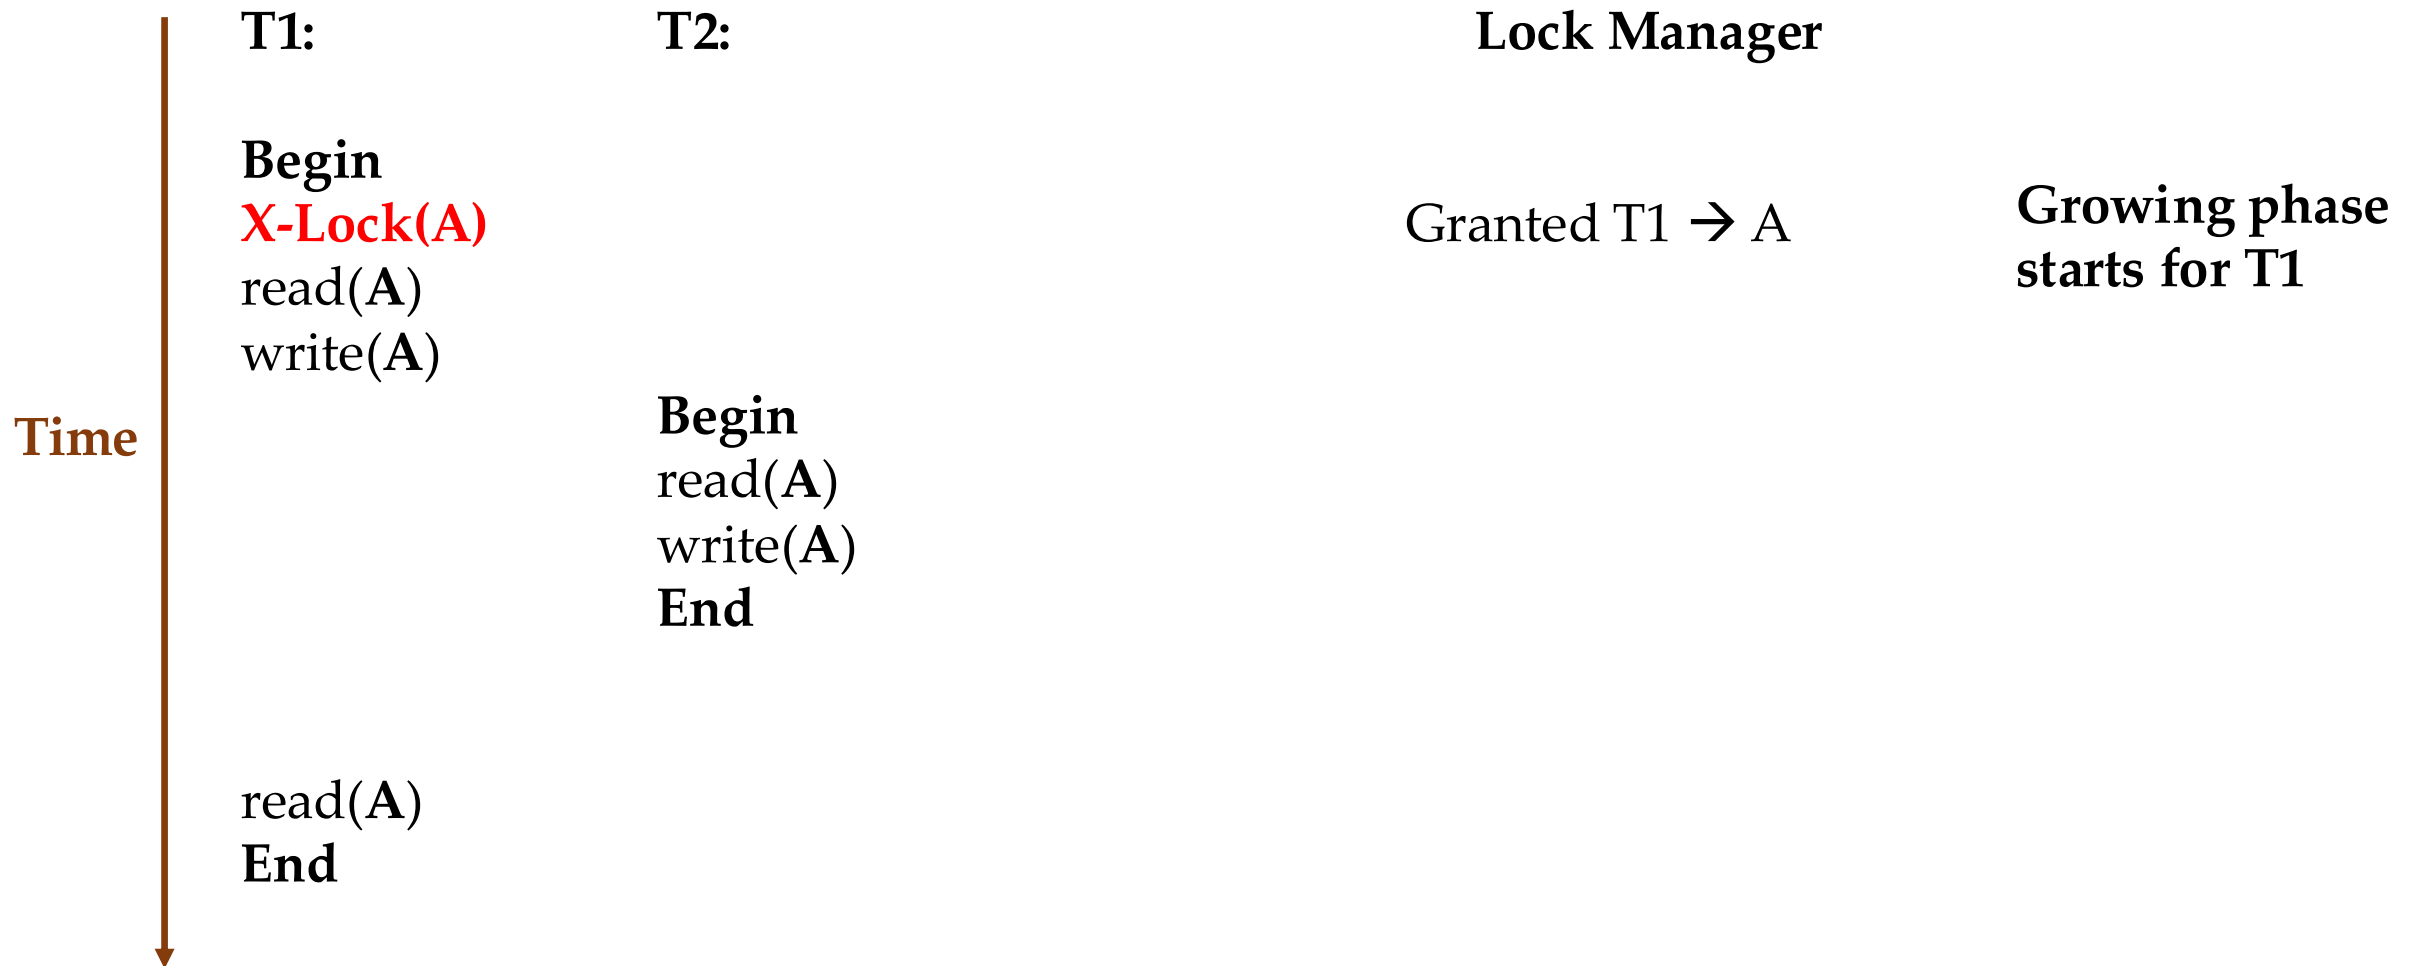 T1:
T2:
Lock Manager
Begin
X-Lock(A)
Granted T1 → A
Growing phase
starts for T1
read(A)
write(A)
Time
Begin
read(A)
write(A)
End
read(A)
End